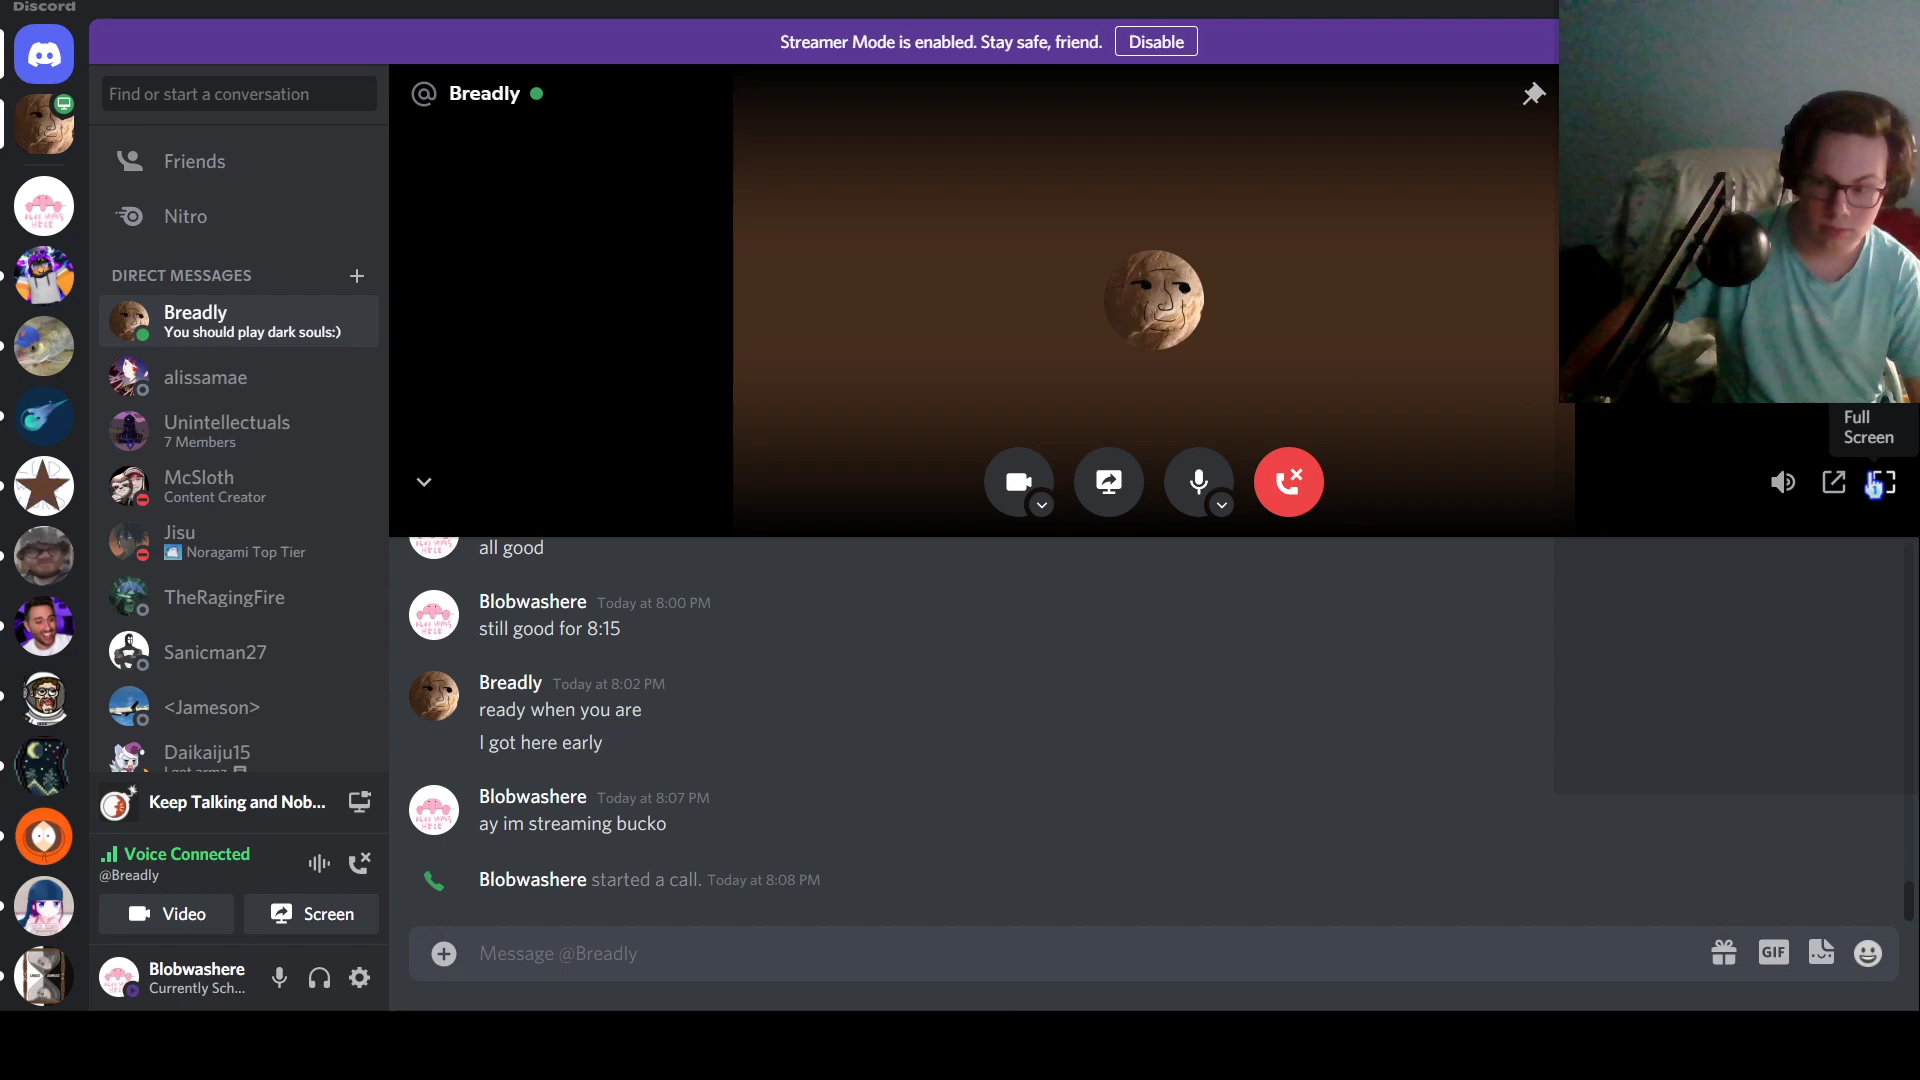 Discord
Streamer Mode is enabled. Stay safe, friend.
Disable
Find or start a conversation
Friends
Nitro
DIRECT MESSAGES
Breadly
You should play dark souls:)
alissamae
Unintellectuals
7 Members
McSloth
Content Creator
Jisu
Noragami Top Tier
TheRagingFire
Sanicman27
<Jameson>
Daikaiju15
Keep Talking and Nob...
Voice Connected
@Breadly
Video
Screen
Blobwashere
Currently Sch...
Breadly
Full
Screen
all good
Blobwashere Today at 8:00 PM
still good for 8:15
Breadly Today at 8:02 PM
ready when you are
I got here early
Blobwashere Today at 8:07 PM
ay im streaming bucko
Blobwashere started a call. Today at 8:08 PM
Message @Breadly
GIF